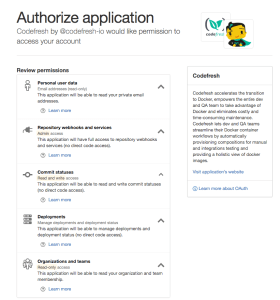 Authorize application
Codefresh by @codefresh-io would like permission to
access your account
codefresh
Review permissions
Personal user data
Email addresses (read-only)
This application will be able to read your private email
addresses.
Learn more
Repository webhooks and services
Admin access
This application will have full access to repository webhooks
and services (no direct code access).
Learn more
Commit statuses
Read and write access
This application will be able to read and write commit statuses
(no direct code access).
Learn more
Deployments
Manage deployments and deployment status
This application will be able to manage deployments and
deployment status (no direct code access).
Learn more
Organizations and teams
Read-only access
This application will be able to read your organization and team
membership.
Learn more
Codefresh
Codefresh accelerates the transition
to Docker, empowers the entire dev
and QA team to take advantage of
Docker and eliminates costly and
time-consuming maintenance.
Codefresh lets dev and QA teams
streamline their Docker container
workflows by automatically
provisioning compositions for manual
and integrations testing and
providing a holistic view of docker
images.
Visit application's website
Learn more about OAuth